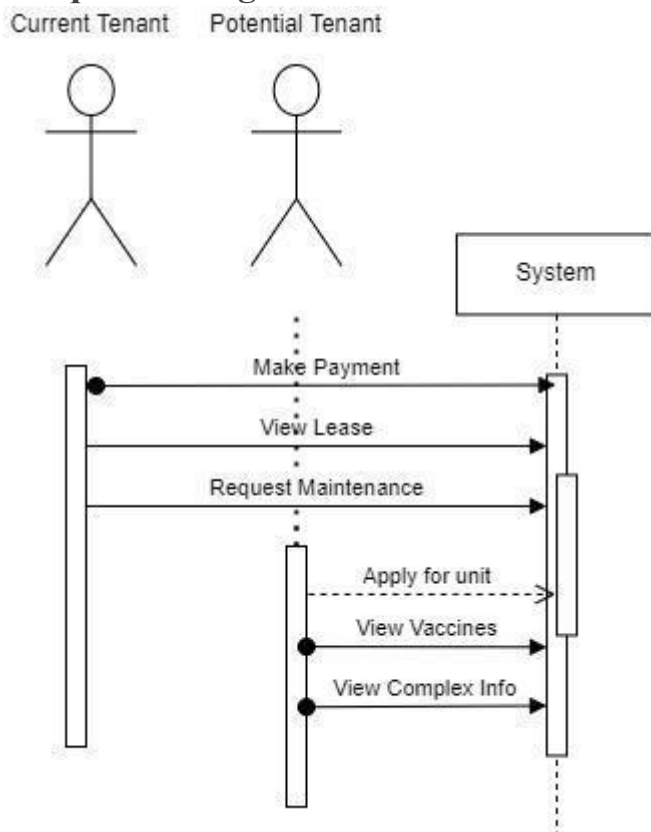 Current Tenant Potential Tenant
System
Make Payment
View Lease
Request Maintenance
Apply for unit
View Vaccines
View Complex Info